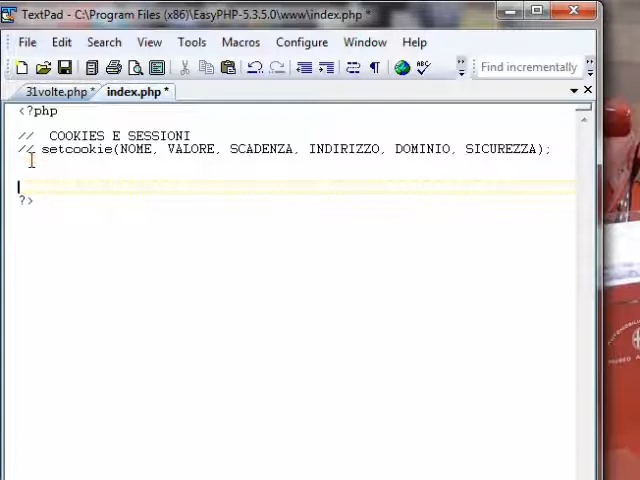 TextPad - C:\Program Files (x86)\EasyPHP-5.3.5.0\www\index.php *
File Edit Search View Tools Macros Configure Window Help
Find incrementally
31volte.php * index.php *
<?php
// COOKIES E SESSIONI
// setcookie(NOME, VALORE, SCADENZA, INDIRIZZO, DOMINIO, SICUREZZA);
?>